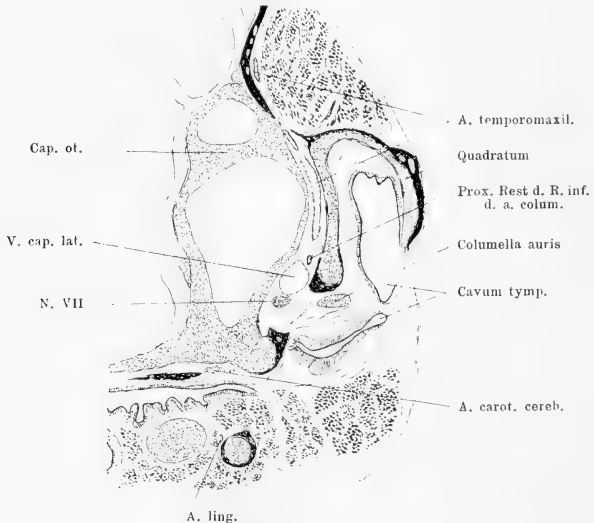 Cap. ot.
V. cap. lat.
N. VII
A. temporomaxil.
Quadratum
Prox. Rest d. R. inf.
d. a. colum.
Columella auris
Cavum tymp.
A. carot. cereb.
A. ling.